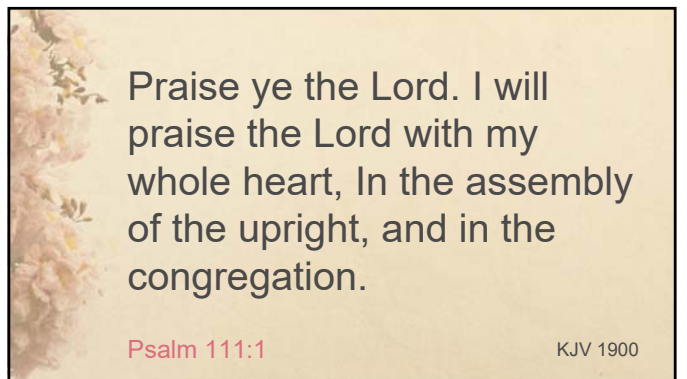 Praise ye the Lord. I will
praise the Lord with my
whole heart, In the assembly
of the upright, and in the
congregation.
Psalm 111:1
KJV 1900